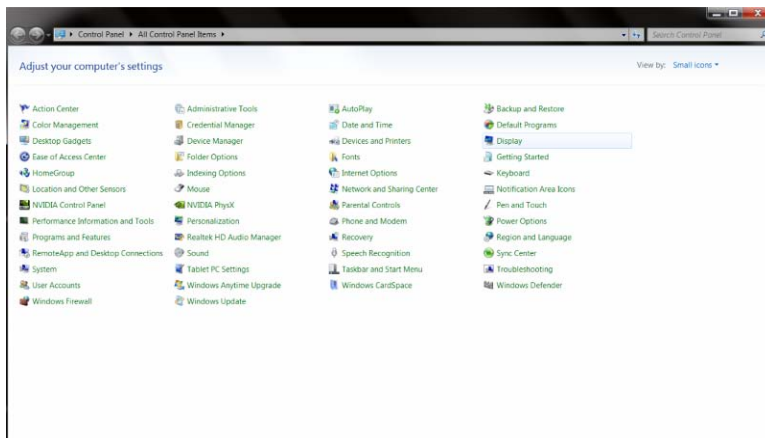 Control Panel ▸ All Control Panel Items ▸
Search Control Panel
Adjust your computer's settings
View by: Small icons
Action Center Administrative Tools AutoPlay Backup and Restore
Color Management Credential Manager Date and Time Default Programs
Desktop Gadgets Device Manager Devices and Printers Display
Ease of Access Center Folder Options Fonts Getting Started
HomeGroup Indexing Options Internet Options Keyboard
Location and Other Sensors Mouse Network and Sharing Center Notification Area Icons
NVIDIA Control Panel NVIDIA PhysX Parental Controls Pen and Touch
Performance Information and Tools Personalization Phone and Modem Power Options
Programs and Features Realtek HD Audio Manager Recovery Region and Language
RemoteApp and Desktop Connections Sound Speech Recognition Sync Center
System Tablet PC Settings Taskbar and Start Menu Troubleshooting
User Accounts Windows Anytime Upgrade Windows CardSpace Windows Defender
Windows Firewall Windows Update